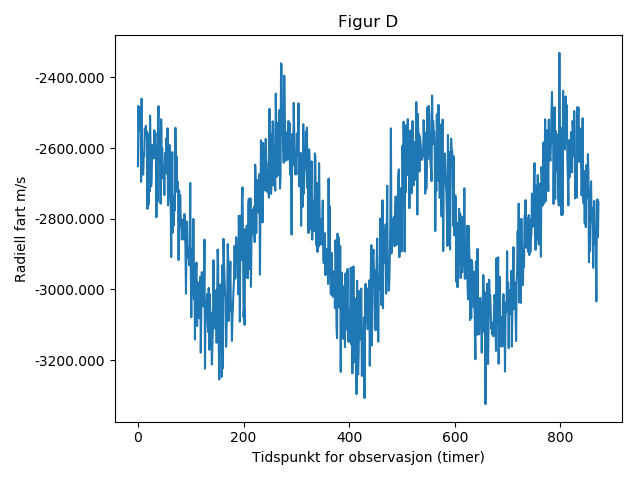 Figur D
Radiell fart m/s
-2400.000
-2600.000
-2800.000
-3000.000
-3200.000
0 200 400 600 800
Tidspunkt for observasjon (timer)